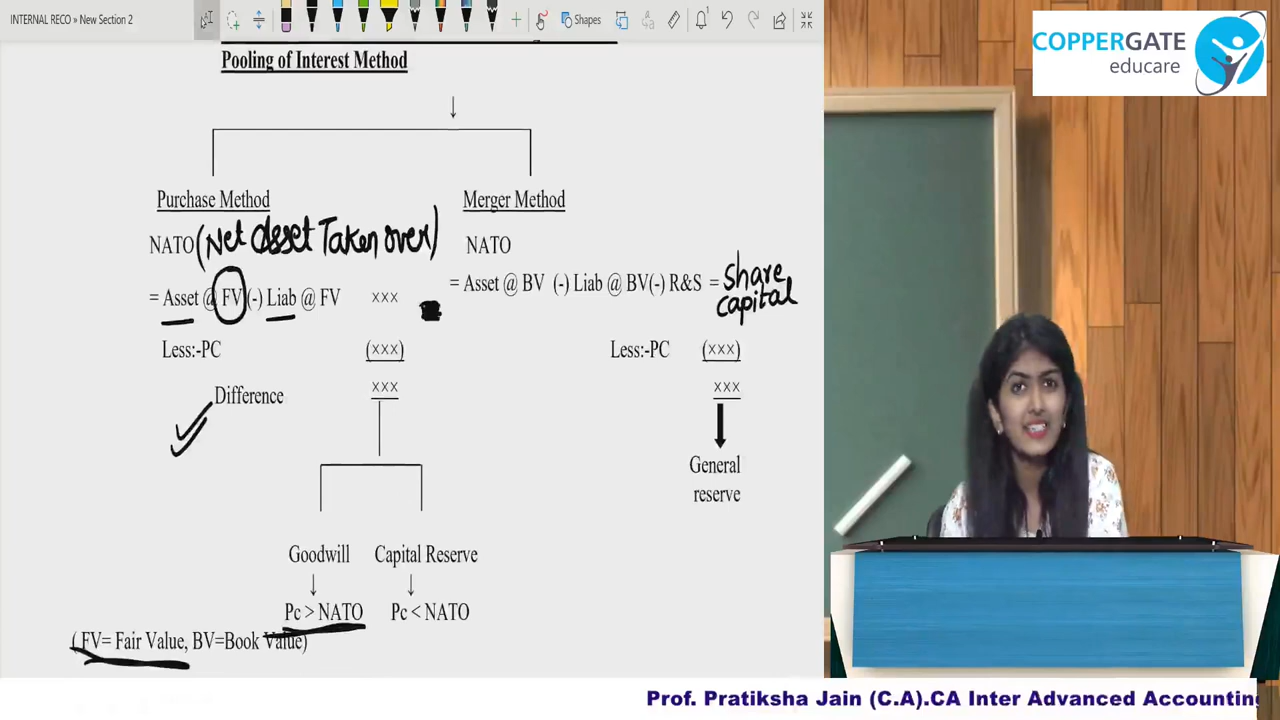 INTERNAL RECO » New Section 2
Shapes
COPPERGATE
educare
Pooling of Interest Method
Purchase Method
Merger Method
NATO (Net Asset Taken over)
NATO
= Asset @ FV (-) Liab @ FV xxx
= Asset @ BV (-) Liab @ BV(-) R&S = share capital
Less:-PC (xxx)
Less:-PC (xxx)
Difference xxx
xxx
General
reserve
Goodwill
Capital Reserve
Pc > NATO
Pc < NATO
( FV= Fair Value, BV=Book Value)
Prof. Pratiksha Jain (C.A).CA Inter Advanced Accounting